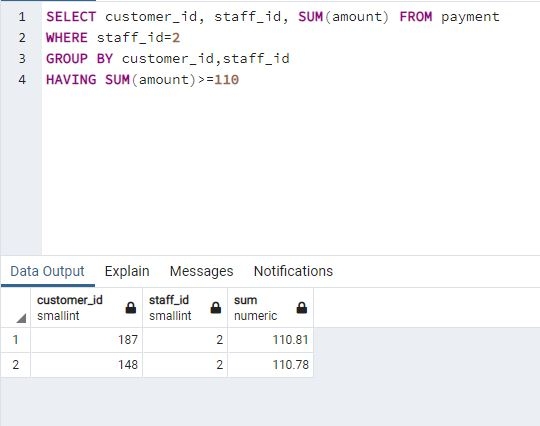 1 SELECT customer_id, staff_id, SUM(amount) FROM payment
2 WHERE staff_id=2
3 GROUP BY customer_id,staff_id
4 HAVING SUM(amount)>=110
Data Output Explain Messages Notifications
customer_id staff_id sum
smallint smallint numeric
1 187 2 110.81
2 148 2 110.78